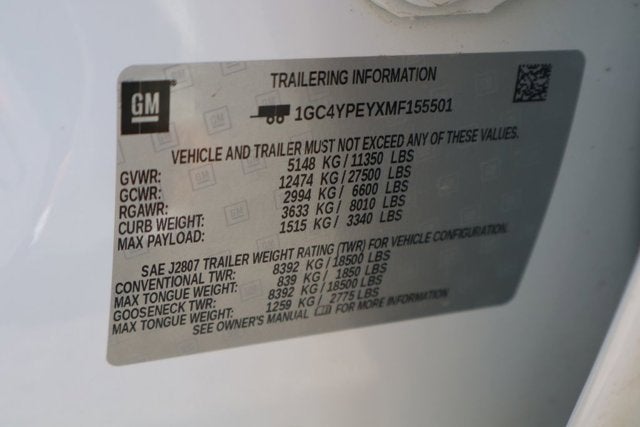 GM
TRAILERING INFORMATION
1GC4YPEYXMF155501
VEHICLE AND TRAILER MUST NOT EXCEED ANY OF THESE VALUES.
GVWR: 5148 KG/11350 LBS
GCWR: 12474 KG/27500 LBS
RGAWR: 2994 KG/ 6600 LBS
CURB WEIGHT: 3633 KG/ 8010 LBS
MAX PAYLOAD: 1515 KG/ 3340 LBS
SAE J2807 TRAILER WEIGHT RATING (TWR) FOR VEHICLE CONFIGURATION.
CONVENTIONAL TWR: 8392 KG/18500 LBS
MAX TONGUE WEIGHT: 839 KG/ 1850 LBS
GOOSENECK TWR: 8392 KG/18500 LBS
MAX TONGUE WEIGHT: 1259 KG/ 2775 LBS
SEE OWNER'S MANUAL FOR MORE INFORMATION